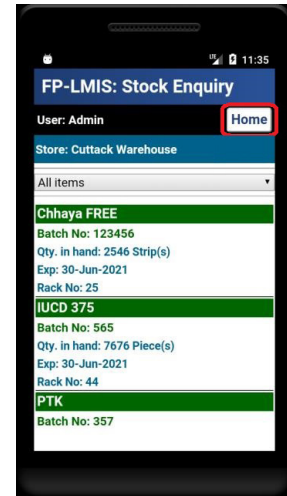 11:35
FP-LMIS: Stock Enquiry
User: Admin
Home
Store: Cuttack Warehouse
All items
Chhaya FREE
Batch No: 123456
Qty. in hand: 2546 Strip(s)
Exp: 30-Jun-2021
Rack No: 25
IUCD 375
Batch No: 565
Qty. in hand: 7676 Piece(s)
Exp: 30-Jun-2021
Rack No: 44
PTK
Batch No: 357